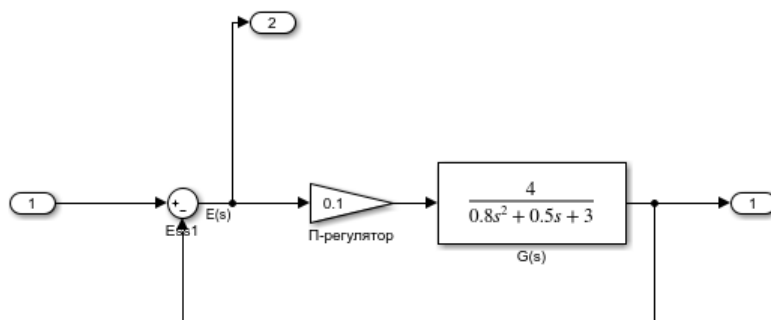 2
1
+
−
E(s)
Ess1
0.1
П-регулятор
4
0.8s² + 0.5s + 3
G(s)
1